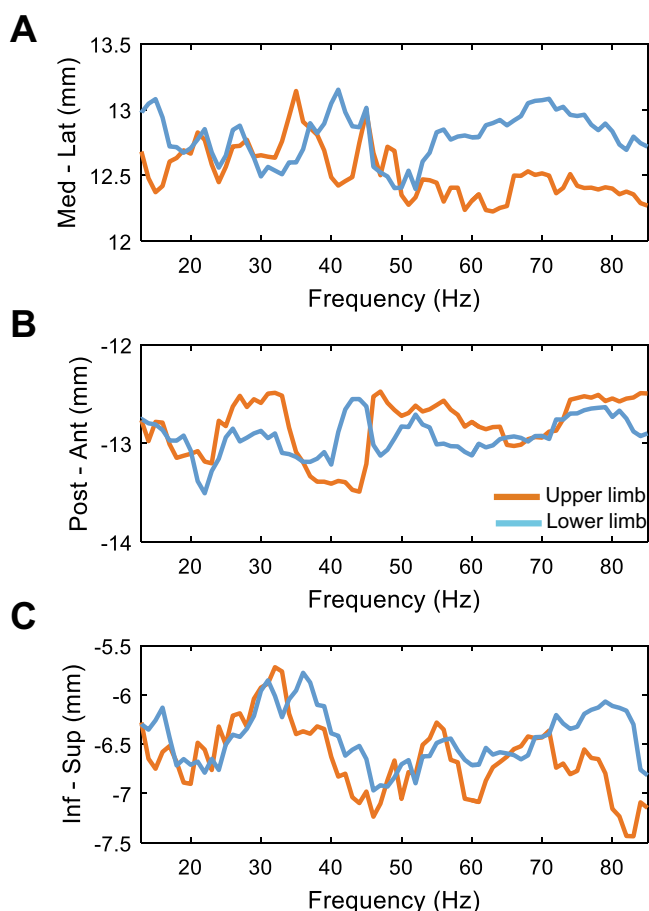 A
13.5
13
12.5
12
Med - Lat (mm)
20 30 40 50 60 70 80
Frequency (Hz)
B
-12
-13
-14
Post - Ant (mm)
Upper limb
Lower limb
20 30 40 50 60 70 80
Frequency (Hz)
C
-5.5
-6
-6.5
-7
-7.5
Inf - Sup (mm)
20 30 40 50 60 70 80
Frequency (Hz)